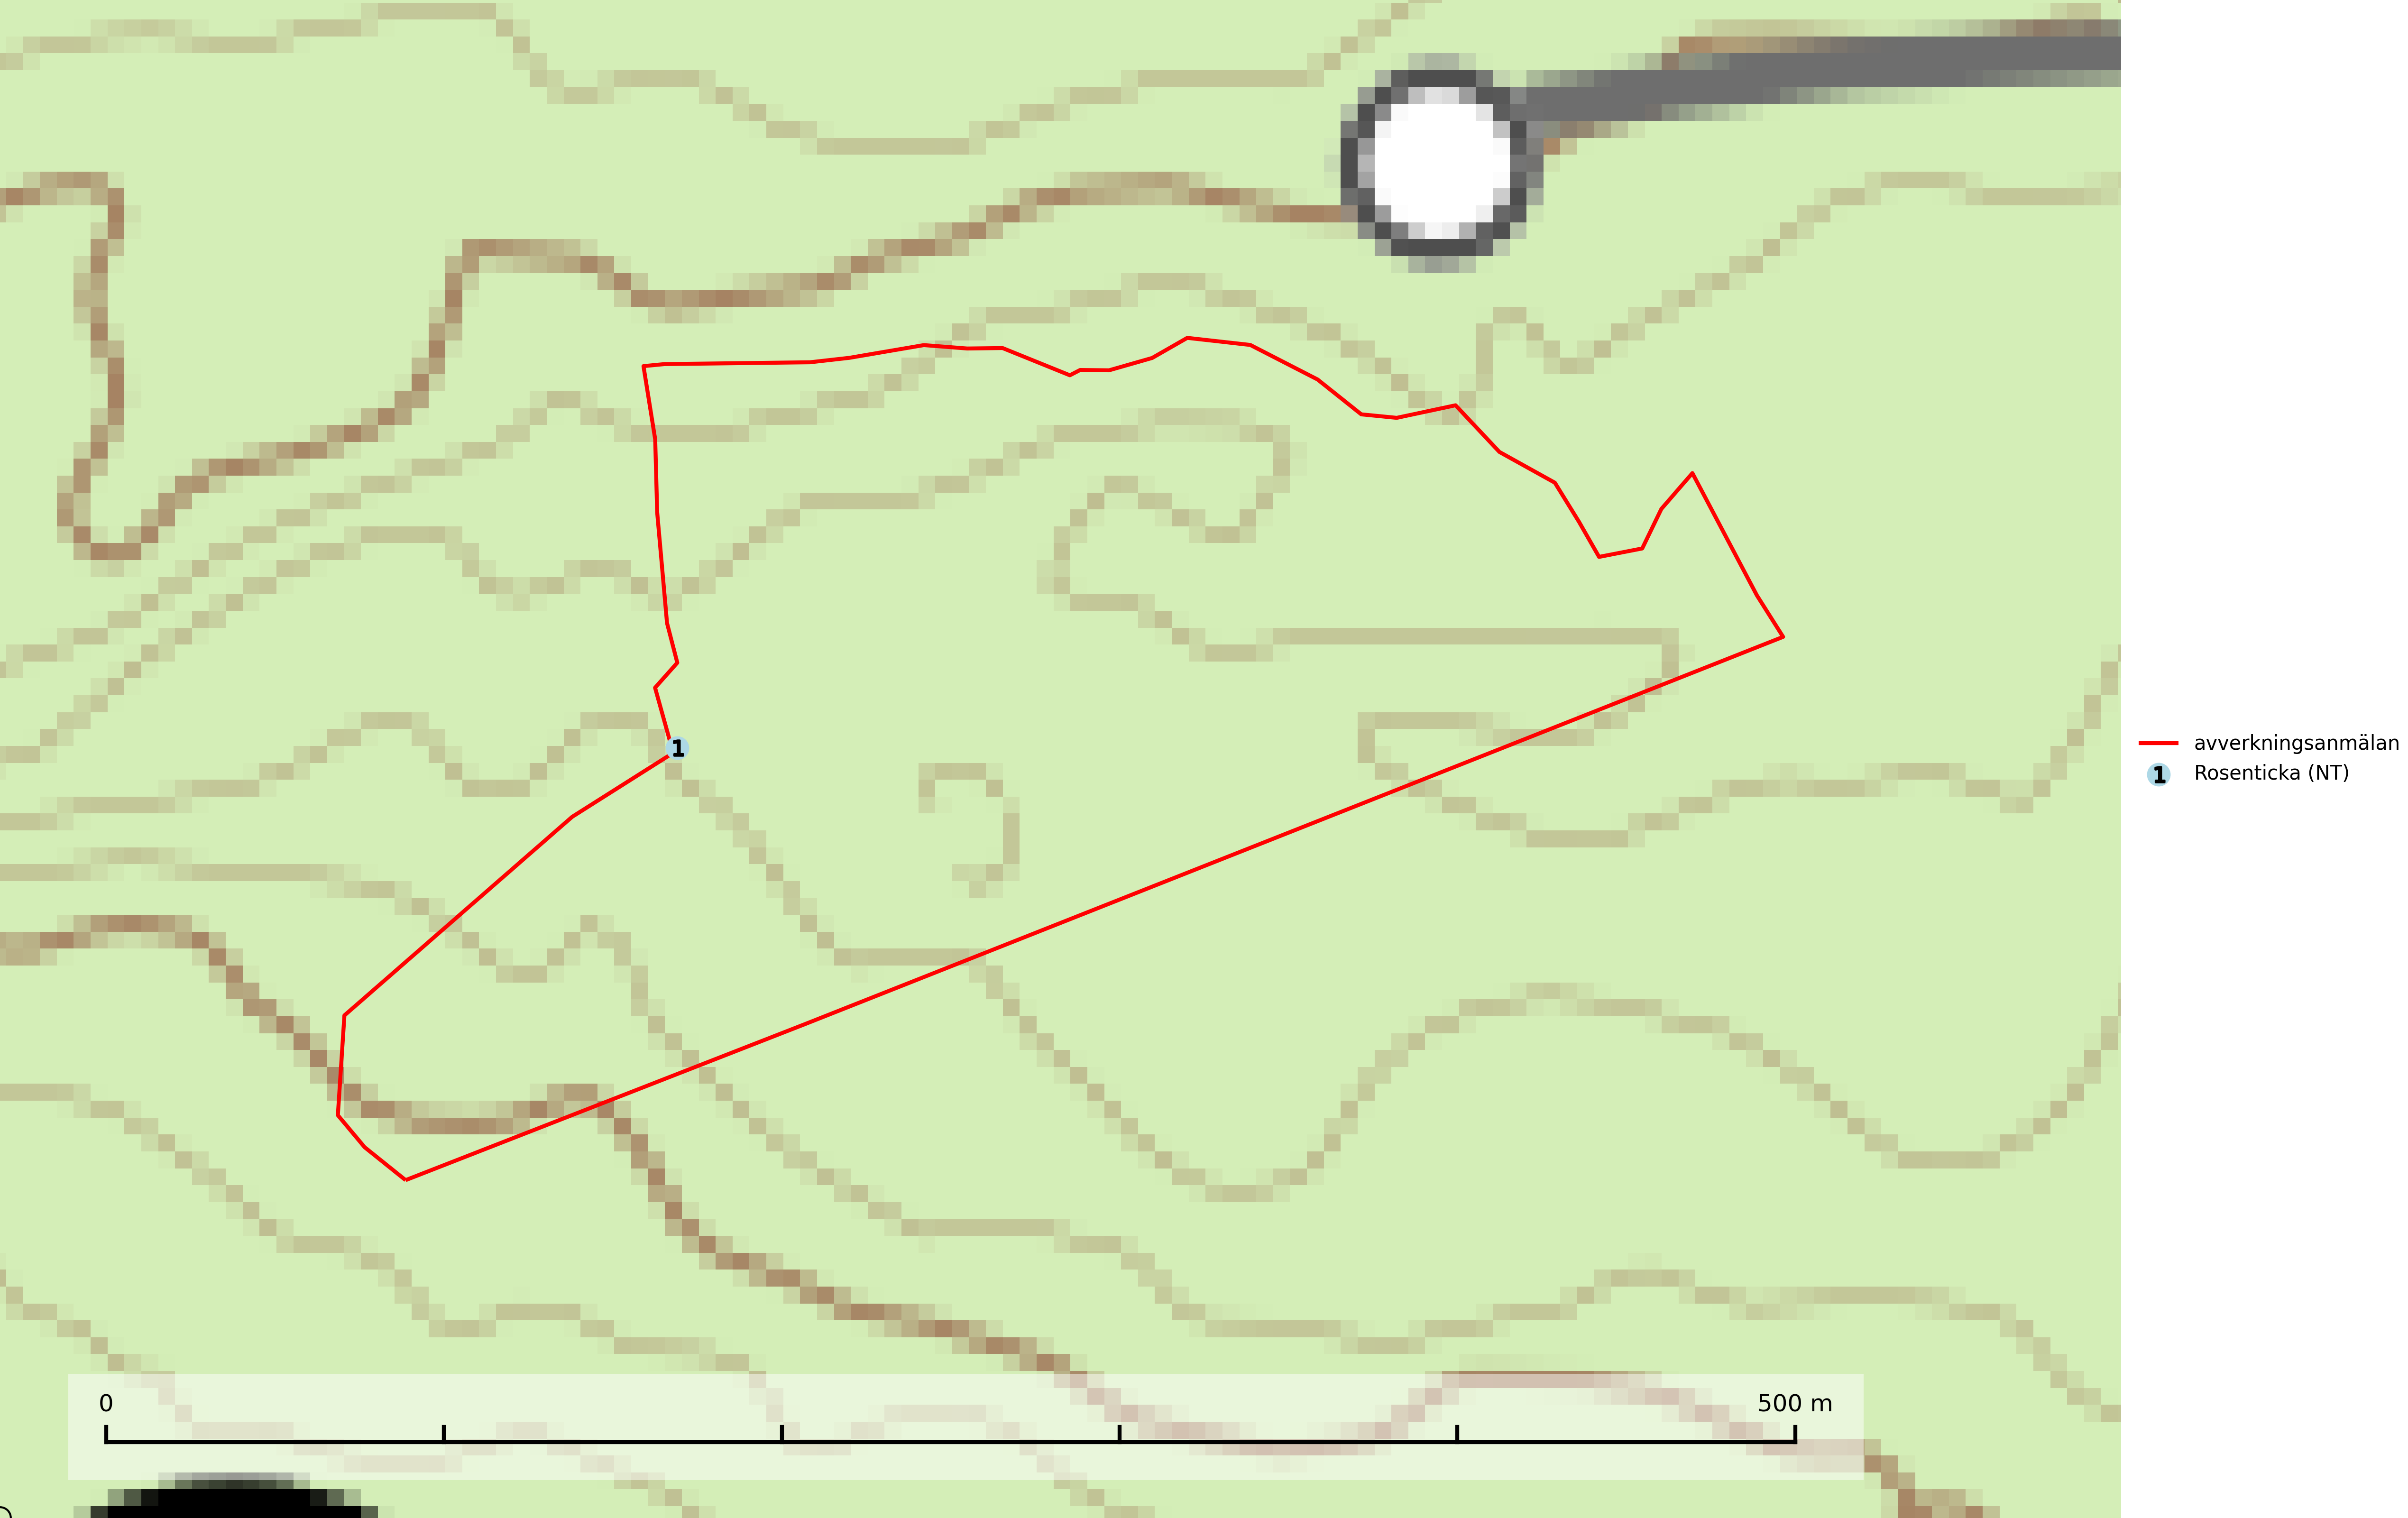 1
avverkningsanmälan
1 Rosenticka (NT)
0 500 m